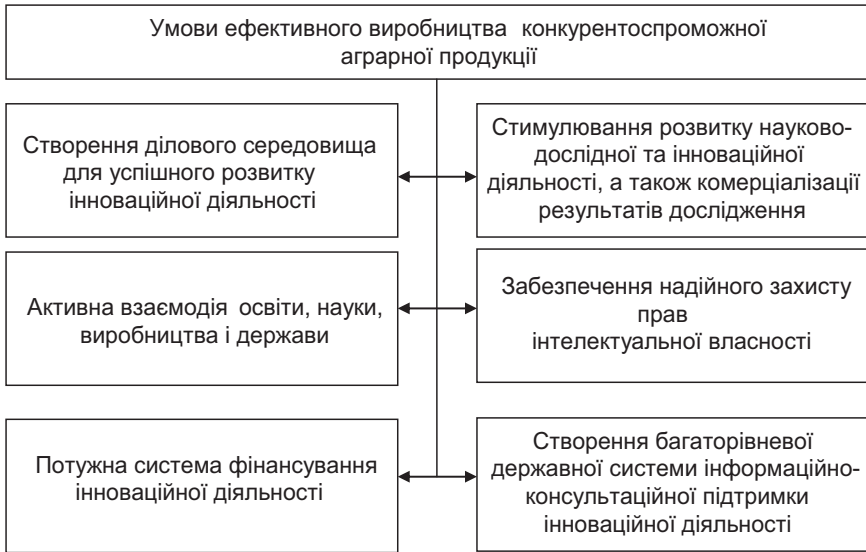 Умови ефективного виробництва конкурентоспроможної
аграрної продукції
Створення ділового середовища
для успішного розвитку
інноваційної діяльності
Стимулювання розвитку науково-
дослідної та інноваційної
діяльності, а також комерціалізації
результатів дослідження
Активна взаємодія освіти, науки,
виробництва і держави
Забезпечення надійного захисту
прав
інтелектуальної власності
Потужна система фінансування
інноваційної діяльності
Створення багаторівневої
державної системи інформаційно-
консультаційної підтримки
інноваційної діяльності